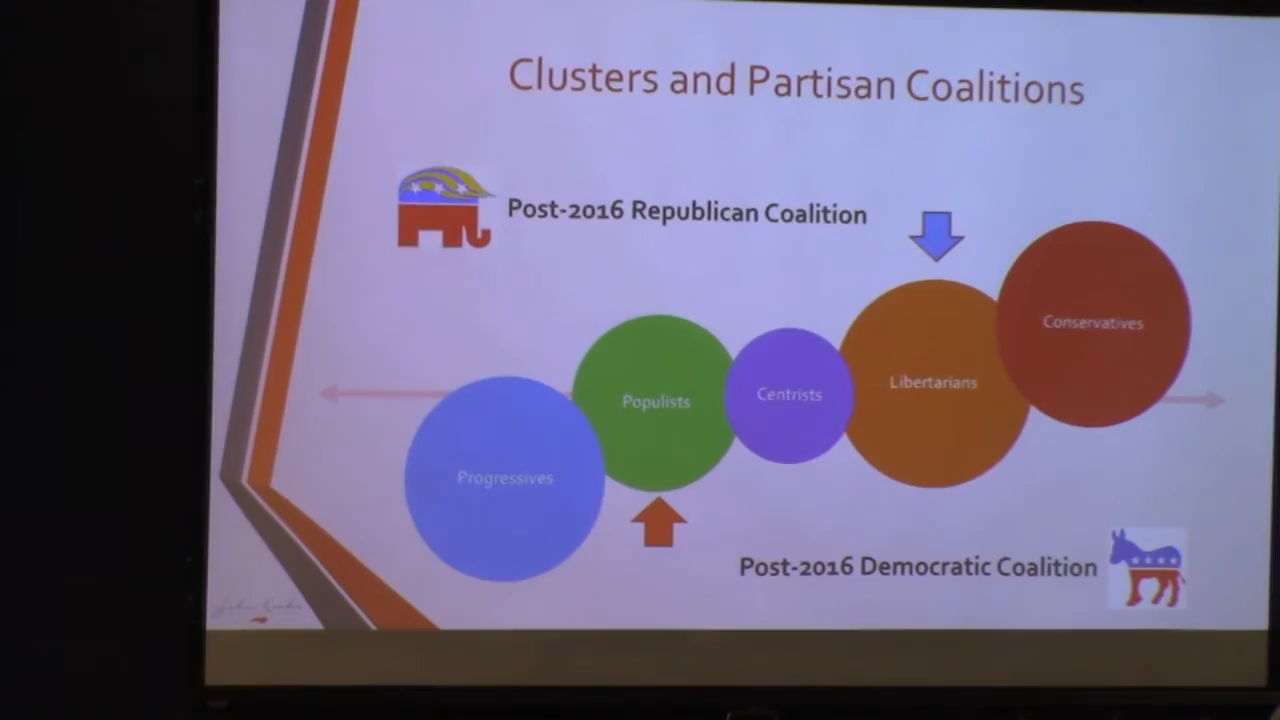 Clusters and Partisan Coalitions
Post-2016 Republican Coalition
Conservatives
Libertarians
Centrists
Populists
Progressives
Post-2016 Democratic Coalition